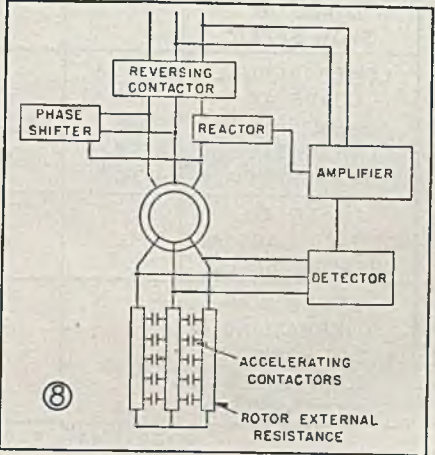 REVERSING
CONTACTOR
PHASE
SHIFTER
REACTOR
AMPLIFIER
DETECTOR
ACCELERATING
CONTACTORS
8
ROTOR EXTERNAL
RESISTANCE